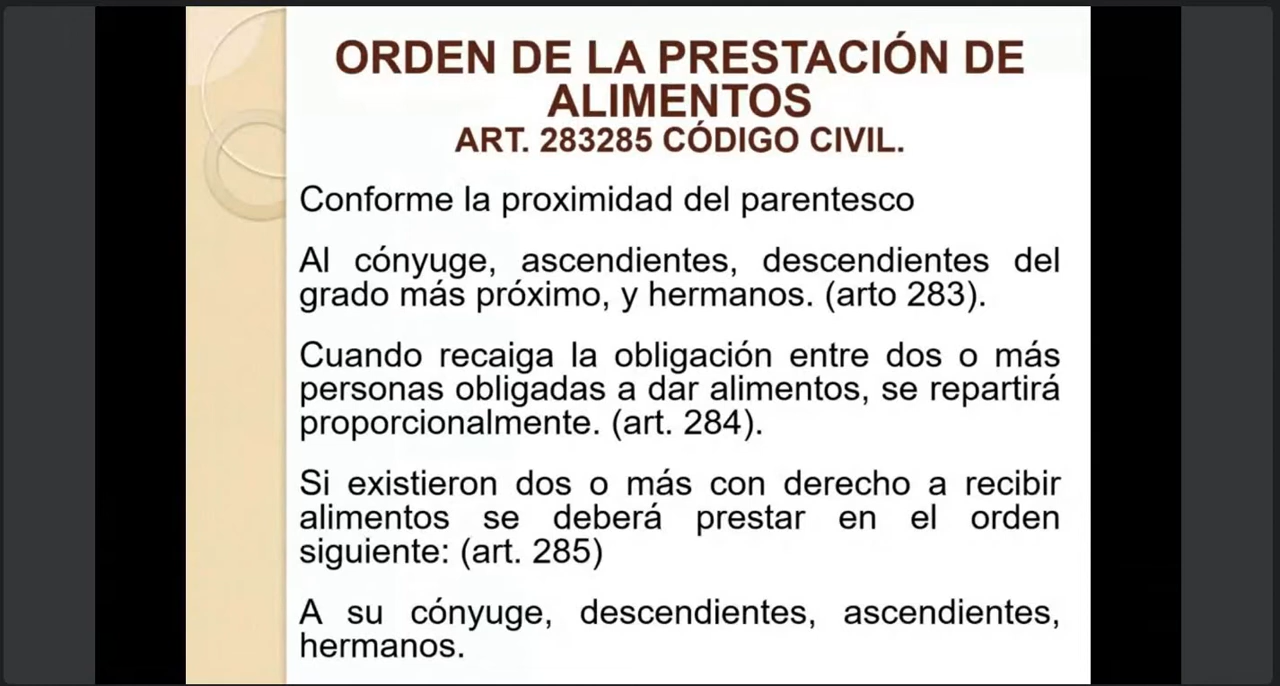 ORDEN DE LA PRESTACIÓN DE
ALIMENTOS
ART. 283285 CÓDIGO CIVIL.
Conforme la proximidad del parentesco
Al cónyuge, ascendientes, descendientes del
grado más próximo, y hermanos. (arto 283).
Cuando recaiga la obligación entre dos o más
personas obligadas a dar alimentos, se repartirá
proporcionalmente. (art. 284).
Si existieron dos o más con derecho a recibir
alimentos se deberá prestar en el orden
siguiente: (art. 285)
A su cónyuge, descendientes, ascendientes,
hermanos.